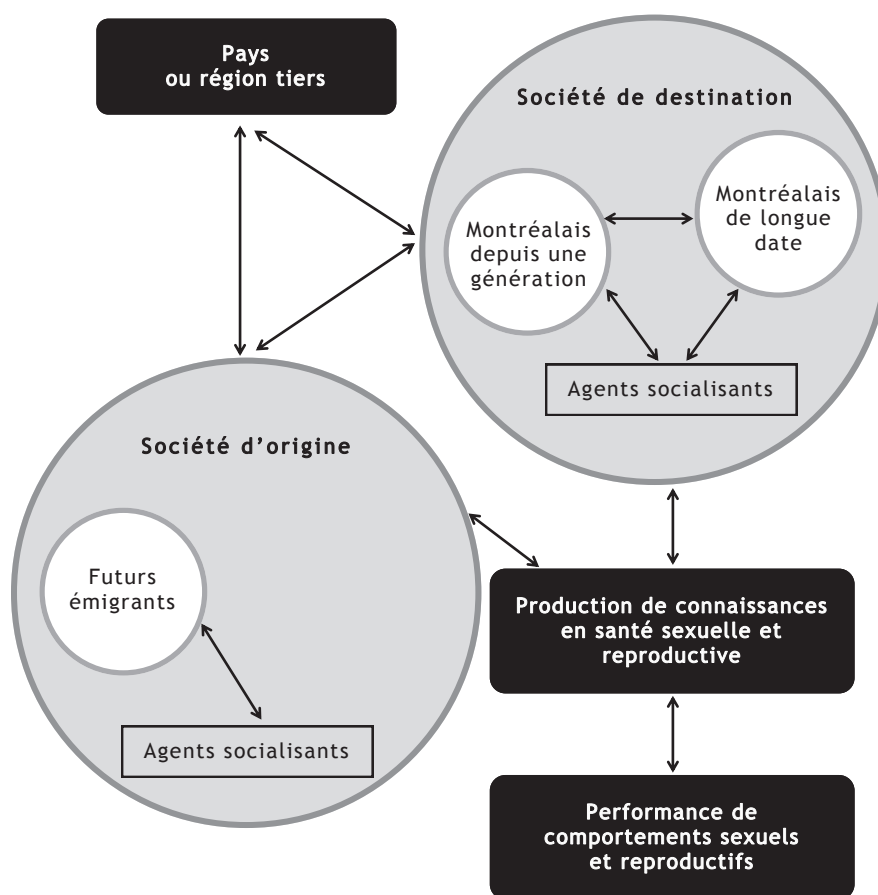 Pays
ou région tiers
Société de destination
Montréalais
depuis une
génération
Montréalais
de longue
date
Agents socialisants
Société d’origine
Futurs
émigrants
Agents socialisants
Production de connaissances
en santé sexuelle et
reproductive
Performance de
comportements sexuels
et reproductifs